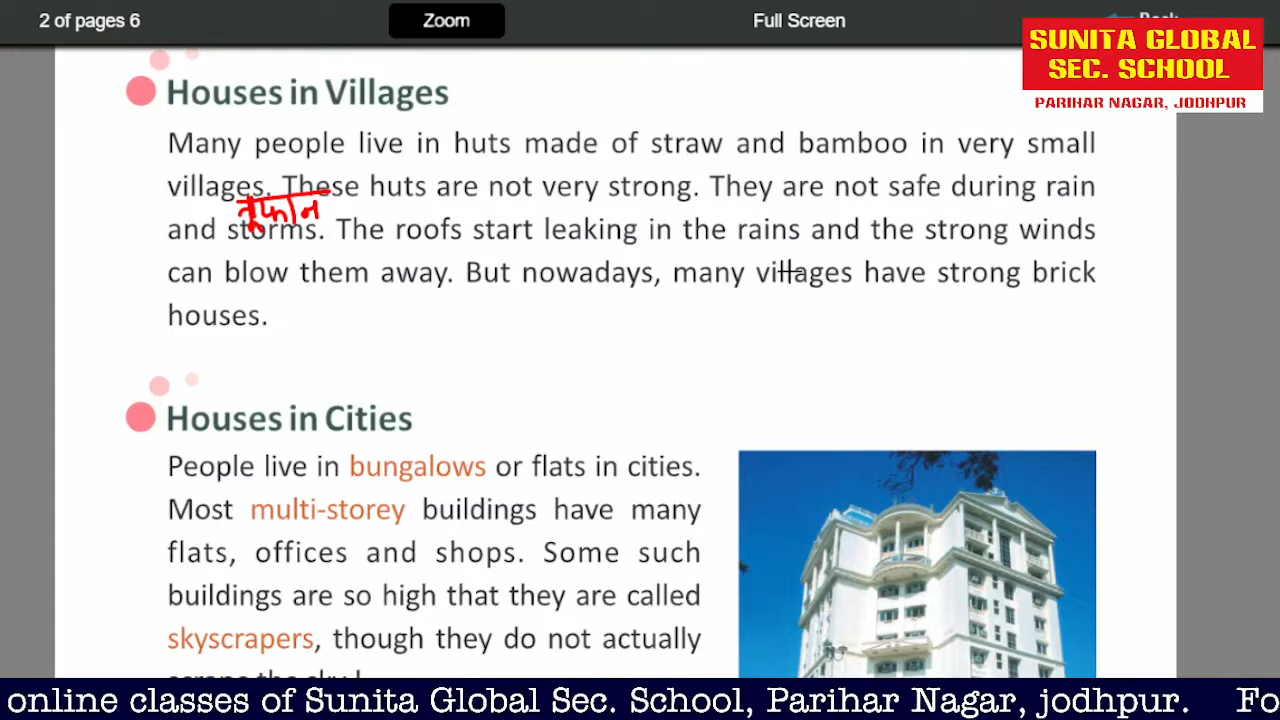 2 of pages 6
Zoom
Full Screen
SUNITA GLOBAL
SEC. SCHOOL
PARIHAR NAGAR, JODHPUR
Houses in Villages
Many people live in huts made of straw and bamboo in very small
villages. These huts are not very strong. They are not safe during rain
तूफान
and storms. The roofs start leaking in the rains and the strong winds
can blow them away. But nowadays, many villages have strong brick
houses.
Houses in Cities
People live in bungalows or flats in cities.
Most multi-storey buildings have many
flats, offices and shops. Some such
buildings are so high that they are called
skyscrapers, though they do not actually
scrape the sky !
online classes of Sunita Global Sec. School, Parihar Nagar, jodhpur. Fo